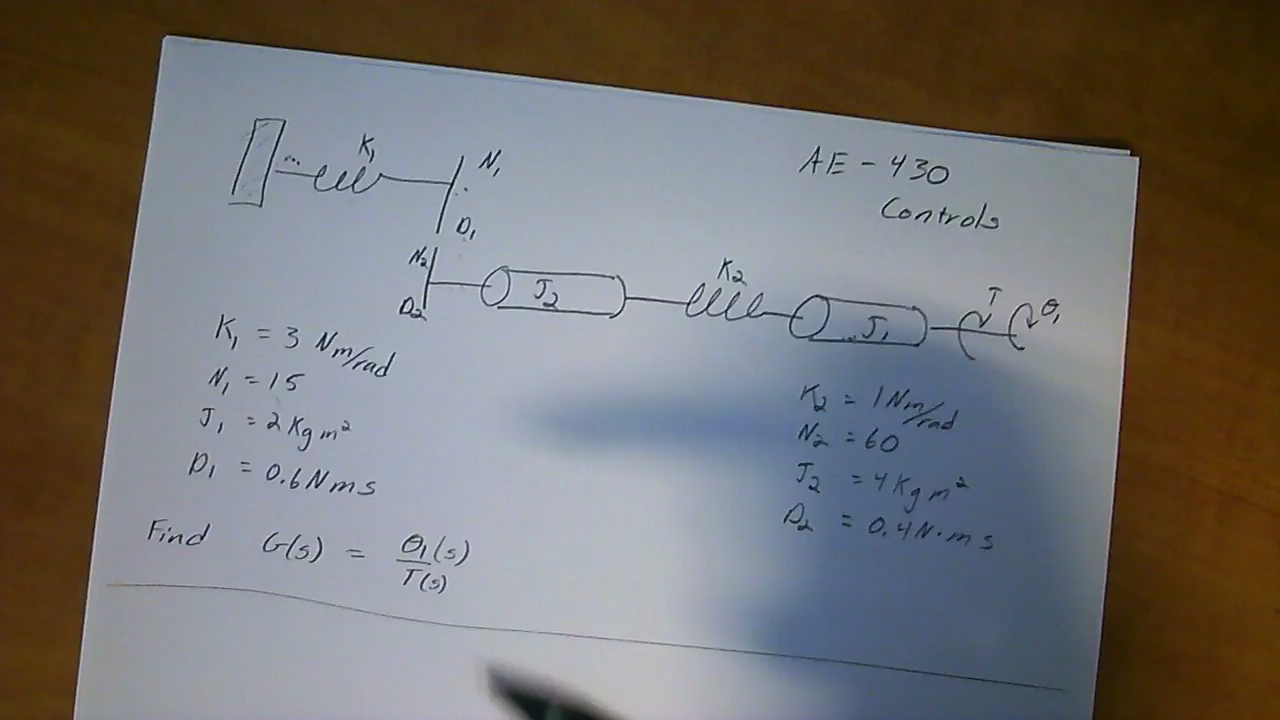 AE-430
Controls
K1
N1
D1
N2
D2
J2
K2
J1
T
θ1
K1 = 3 Nm/rad
N1 = 15
J1 = 2 Kg m²
D1 = 0.6 N m s
K2 = 1 Nm/rad
N2 = 60
J2 = 4 Kg m²
D2 = 0.4 N·m s
Find G(s) = θ1(s)
T(s)